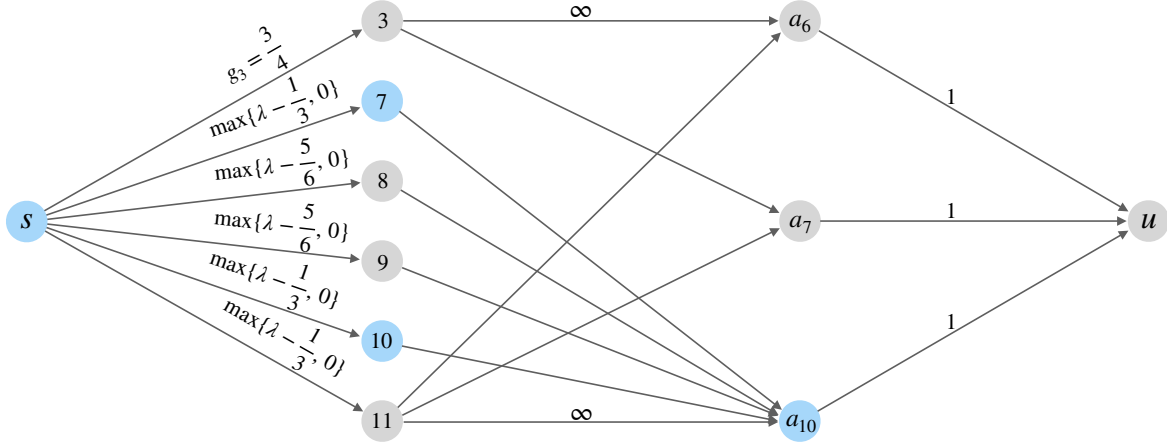 s
g₃ = 3/4
max{λ − 1/3, 0}
max{λ − 5/6, 0}
max{λ − 5/6, 0}
max{λ − 1/3, 0}
max{λ − 1/3, 0}
3
7
8
9
10
11
∞
∞
a₆
a₇
a₁₀
1
1
1
u